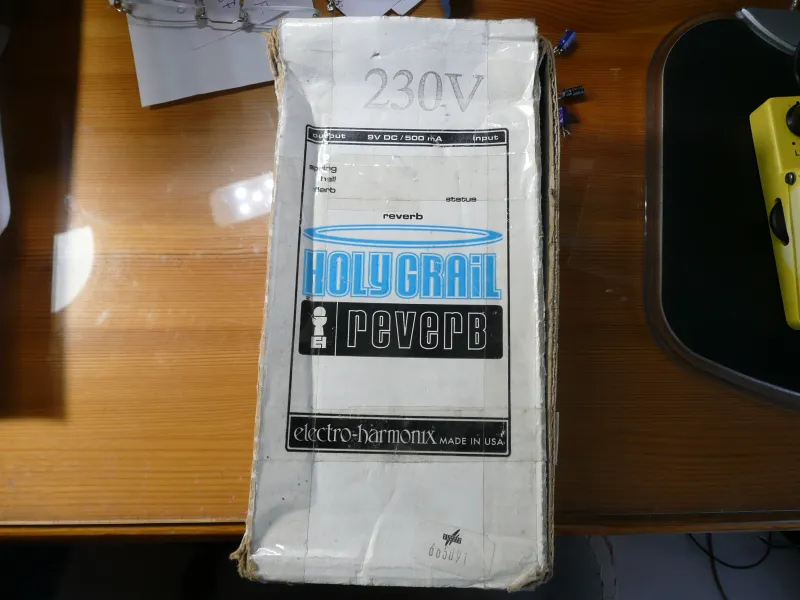 230V
output 9V DC/500 mA input
spring
hall
flerb
status
reverb
HOLY GRAiL
EH reverB
electro-harmonix MADE IN USA